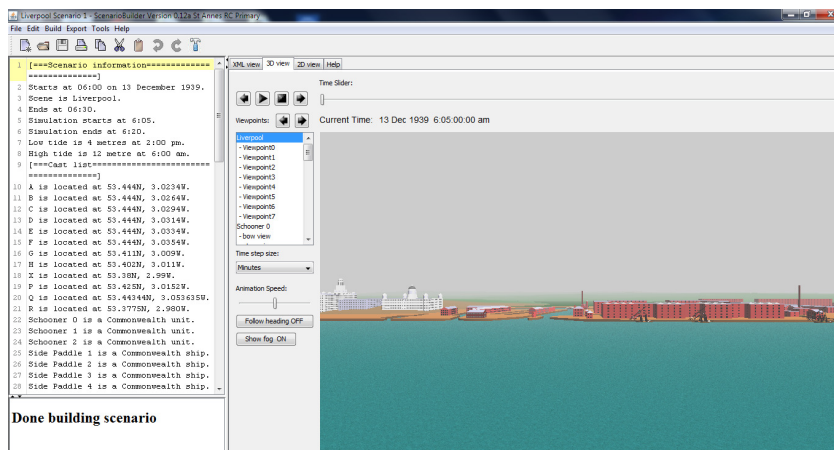 Liverpool Scenario 1 - ScenarioBuilder Version 0.12a St Annes RC Primary
File Edit Build Export Tools Help
1 [===Scenario information=============
==============]
2 Starts at 06:00 on 13 December 1939.
3 Scene is Liverpool.
4 Ends at 06:30.
5 Simulation starts at 6:05.
6 Simulation ends at 6:20.
7 Low tide is 4 metres at 2:00 pm.
8 High tide is 12 metre at 6:00 am.
9 [===Cast list========================
==============]
10 A is located at 53.444N, 3.0234W.
11 B is located at 53.444N, 3.0264W.
12 C is located at 53.444N, 3.0294W.
13 D is located at 53.444N, 3.0314W.
14 E is located at 53.444N, 3.0334W.
15 F is located at 53.444N, 3.0354W.
16 G is located at 53.411N, 3.009W.
17 H is located at 53.402N, 3.011W.
18 X is located at 53.38N, 2.99W.
19 P is located at 53.425N, 3.0152W.
20 Q is located at 53.44344N, 3.053635W.
21 R is located at 53.3775N, 2.980W.
22 Schooner 0 is a Commonwealth unit.
23 Schooner 1 is a Commonwealth unit.
24 Schooner 2 is a Commonwealth unit.
25 Side Paddle 1 is a Commonwealth ship.
26 Side Paddle 2 is a Commonwealth ship.
27 Side Paddle 3 is a Commonwealth ship.
28 Side Paddle 4 is a Commonwealth ship.
Done building scenario
XML view 3D view 2D view Help
Time Slider:
Viewpoints:
Current Time: 13 Dec 1939 6:05:00:00 am
Liverpool
- Viewpoint0
- Viewpoint1
- Viewpoint2
- Viewpoint3
- Viewpoint4
- Viewpoint5
- Viewpoint6
- Viewpoint7
Schooner 0
- bow view
Time step size:
Minutes
Animation Speed:
Follow heading OFF
Show fog ON